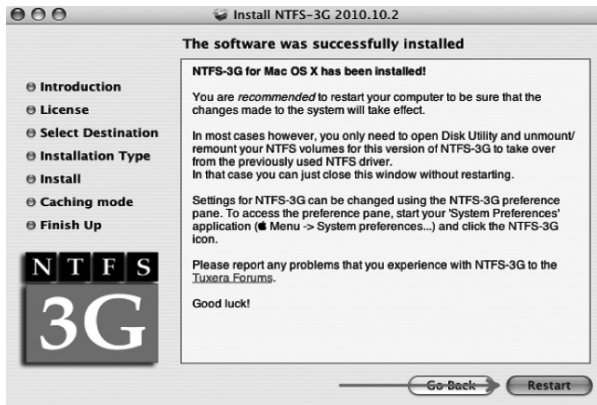 Install NTFS-3G 2010.10.2
The software was successfully installed
Introduction
License
Select Destination
Installation Type
Install
Caching mode
Finish Up
NTFS
3G
NTFS-3G for Mac OS X has been installed!
You are recommended to restart your computer to be sure that the
changes made to the system will take effect.
In most cases however, you only need to open Disk Utility and unmount/
remount your NTFS volumes for this version of NTFS-3G to take over
from the previously used NTFS driver.
In that case you can just close this window without restarting.
Settings for NTFS-3G can be changed using the NTFS-3G preference
pane. To access the preference pane, start your 'System Preferences'
application ( Menu -> System preferences...) and click the NTFS-3G
icon.
Please report any problems that you experience with NTFS-3G to the
Tuxera Forums.
Good luck!
Go Back
Restart